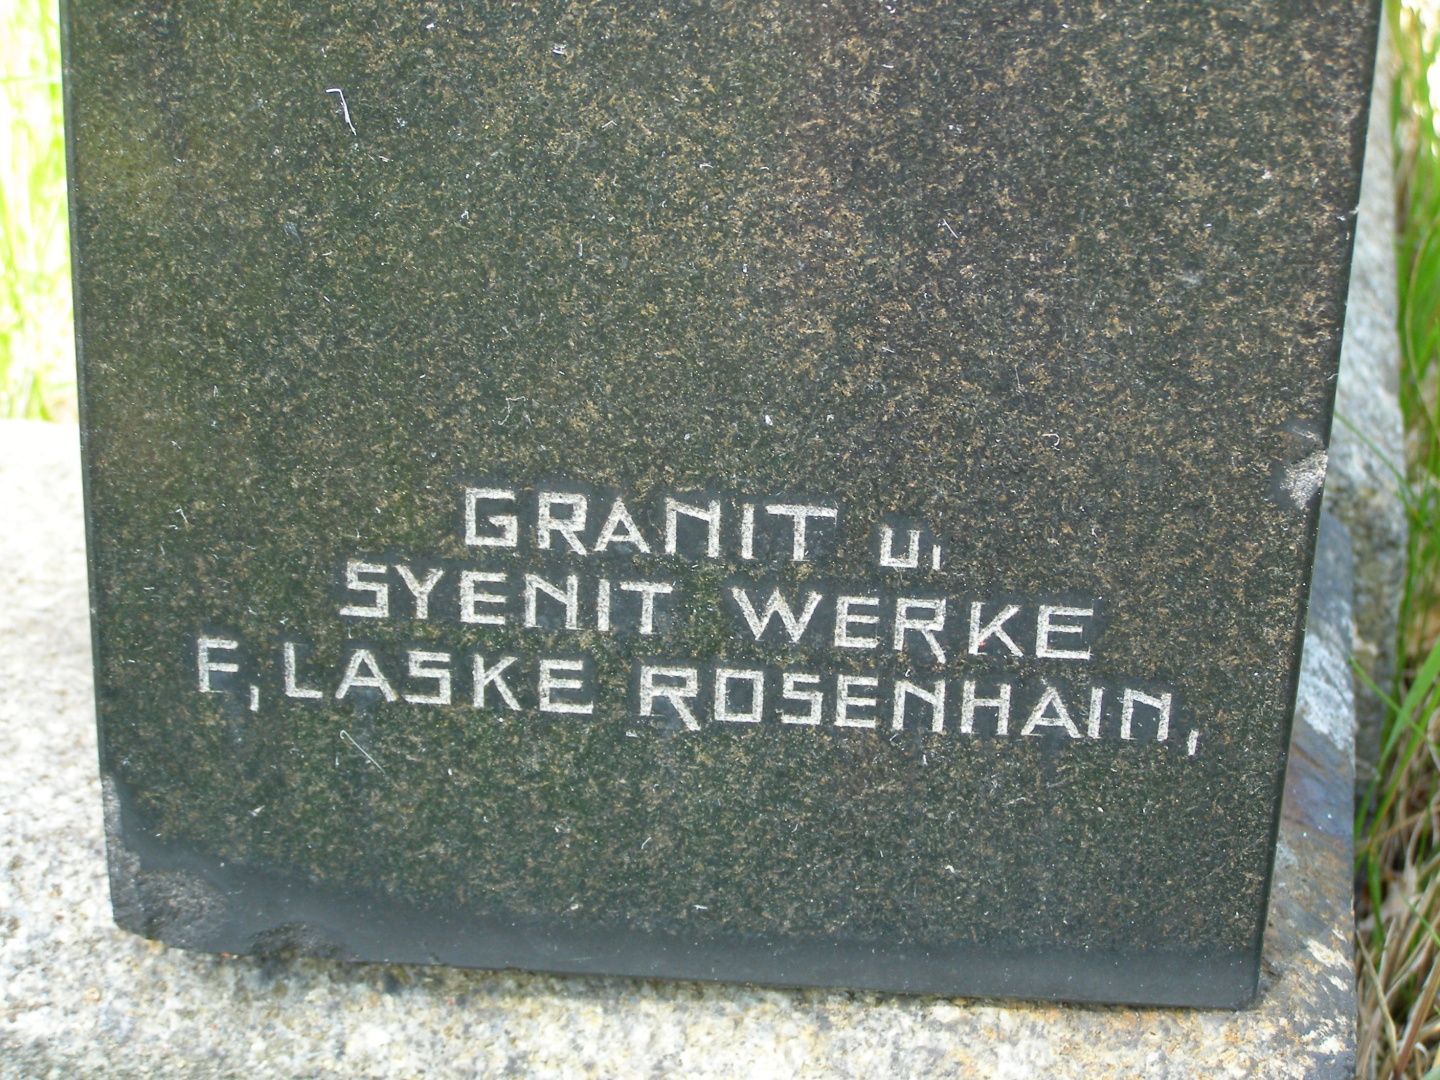 GRANIT u,
SYENIT WERKE
F, LASKE ROSENHAIN,